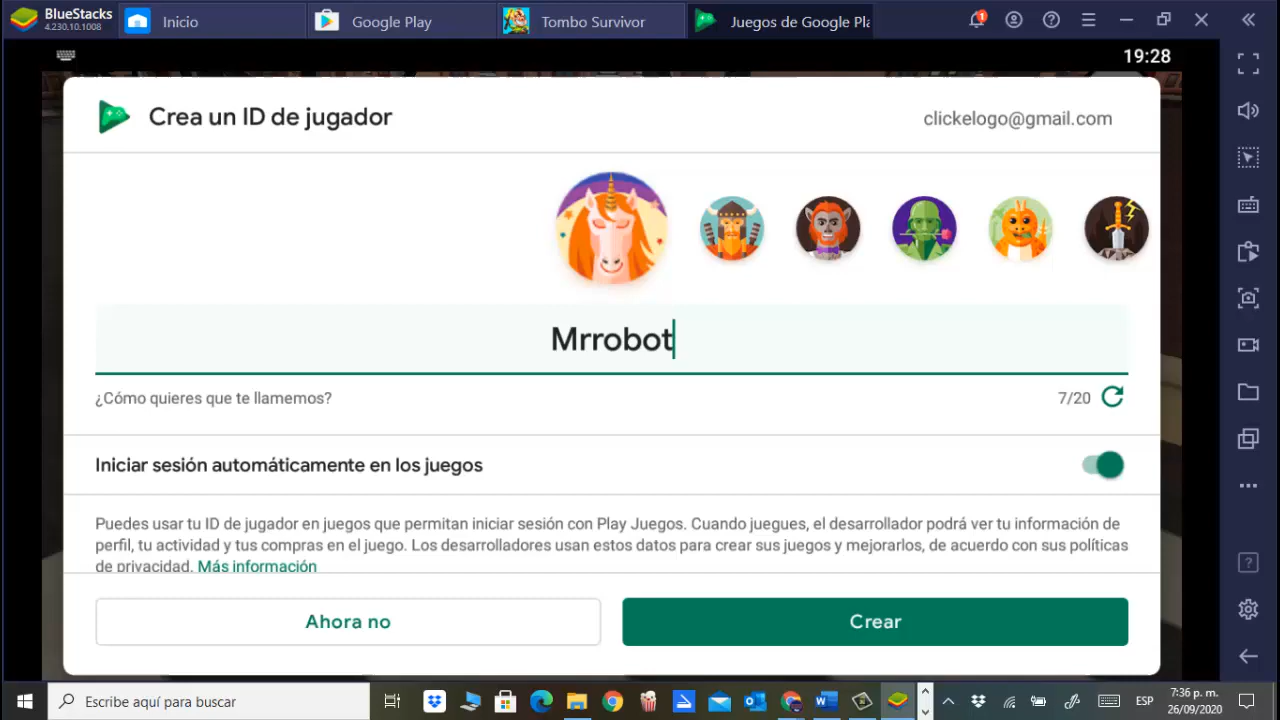 BlueStacks
4.230.10.1008
Inicio
Google Play
Tombo Survivor
Juegos de Google Pla
1
19:28
Crea un ID de jugador
clickelogo@gmail.com
Mrrobot
¿Cómo quieres que te llamemos?
7/20
Iniciar sesión automáticamente en los juegos
Puedes usar tu ID de jugador en juegos que permitan iniciar sesión con Play Juegos. Cuando juegues, el desarrollador podrá ver tu información de
perfil, tu actividad y tus compras en el juego. Los desarrolladores usan estos datos para crear sus juegos y mejorarlos, de acuerdo con sus políticas
de privacidad. Más información
Ahora no
Crear
Escribe aquí para buscar
ESP
7:36 p. m.
26/09/2020